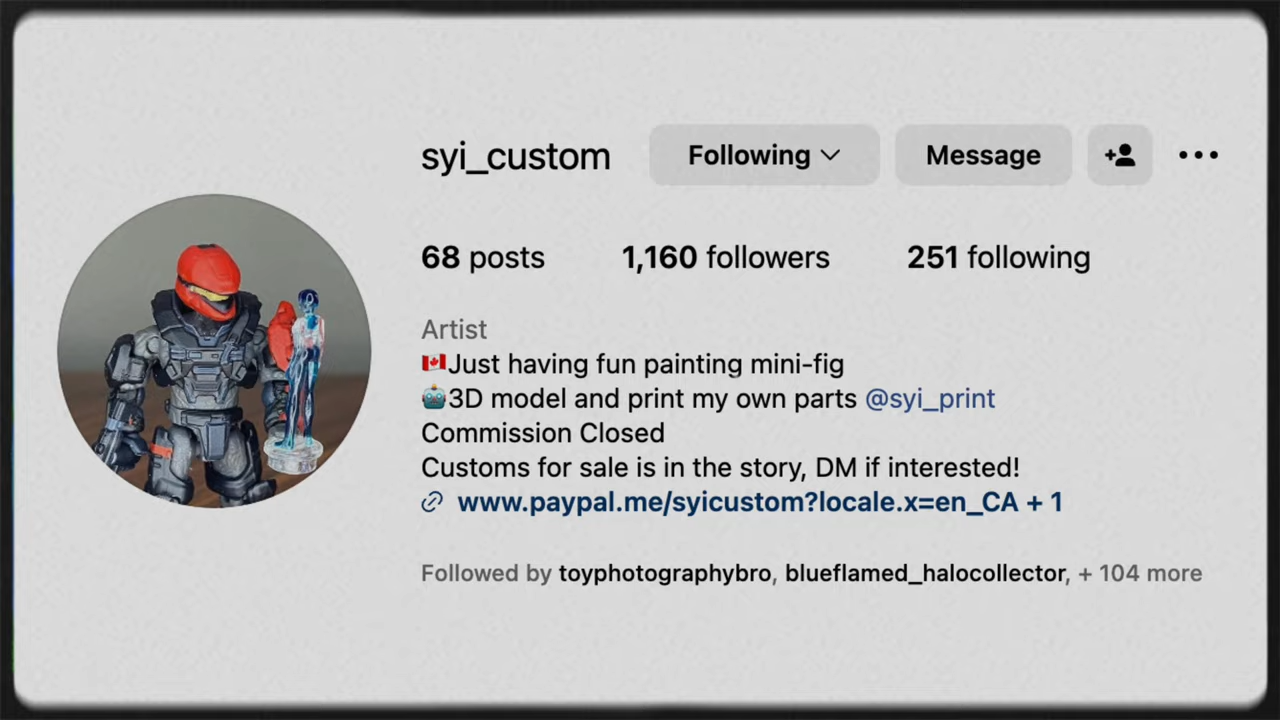 syi_custom Following Message
68 posts 1,160 followers 251 following
Artist
🇨🇦Just having fun painting mini-fig
🤖3D model and print my own parts @syi_print
Commission Closed
Customs for sale is in the story, DM if interested!
www.paypal.me/syicustom?locale.x=en_CA + 1
Followed by toyphotographybro, blueflamed_halocollector, + 104 more